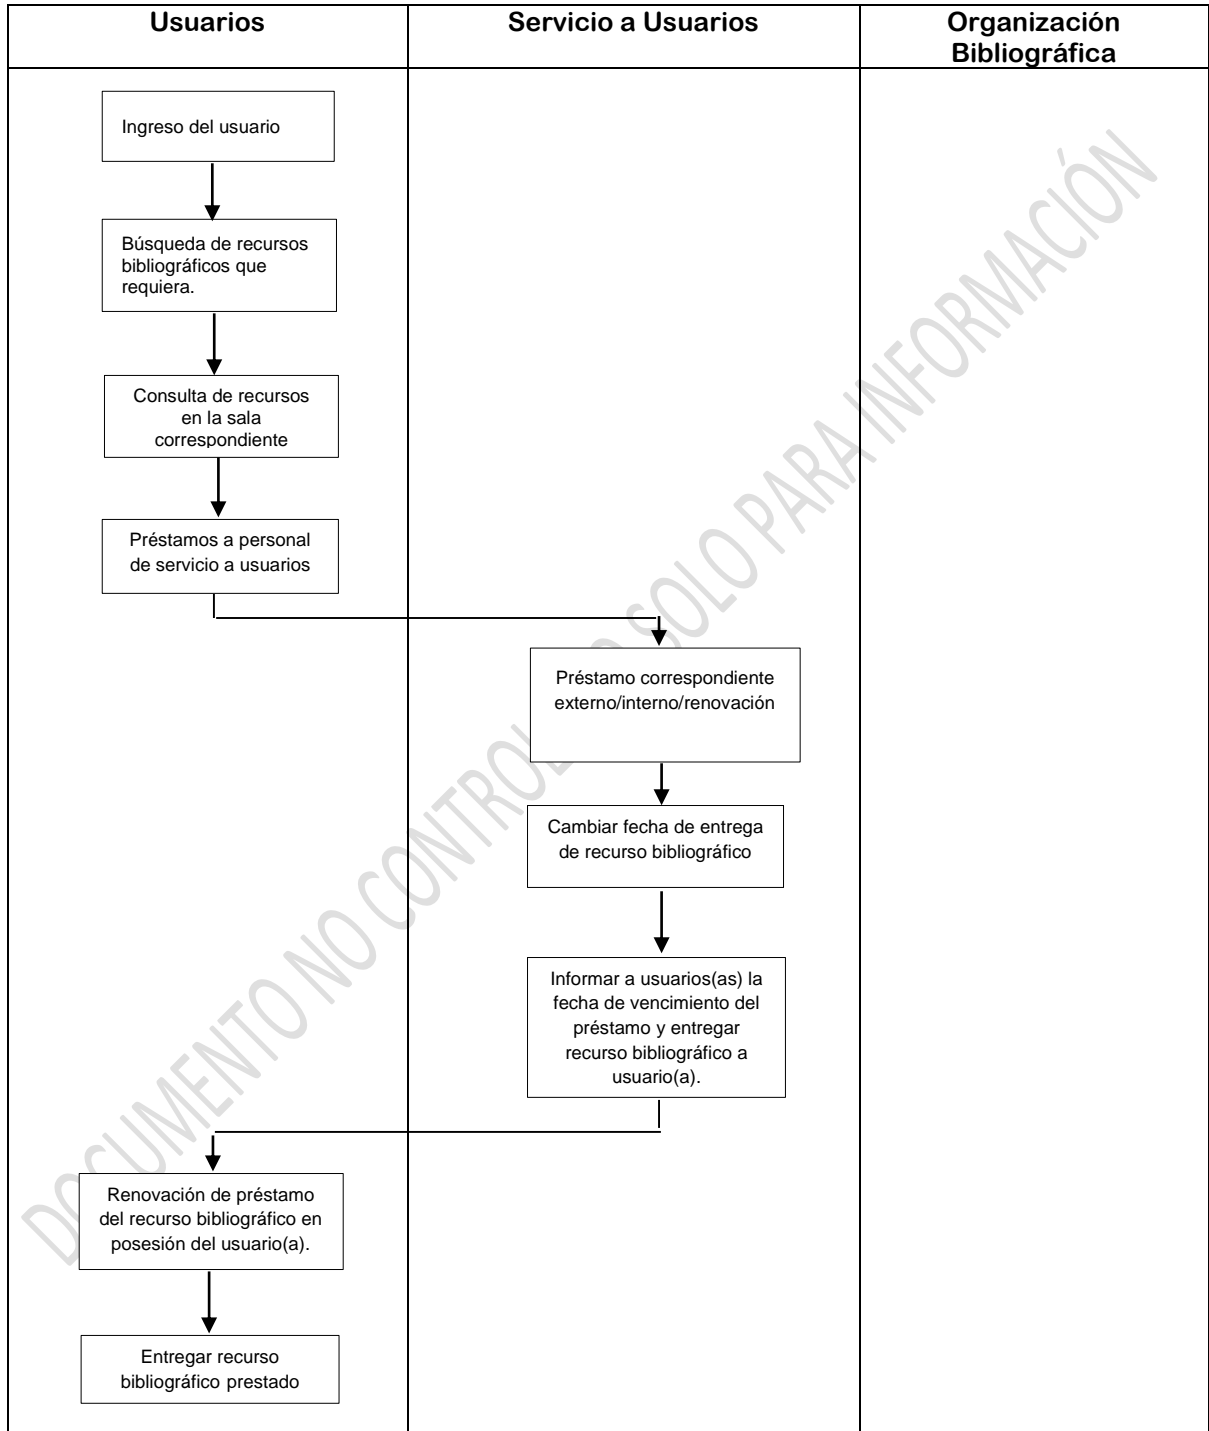 Usuarios
Servicio a Usuarios
Organización
Bibliográfica
Ingreso del usuario
Búsqueda de recursos
bibliográficos que
requiera.
Consulta de recursos
en la sala
correspondiente
Préstamos a personal
de servicio a usuarios
Préstamo correspondiente
externo/interno/renovación
Cambiar fecha de entrega
de recurso bibliográfico
Informar a usuarios(as) la
fecha de vencimiento del
préstamo y entregar
recurso bibliográfico a
usuario(a).
Renovación de préstamo
del recurso bibliográfico en
posesión del usuario(a).
Entregar recurso
bibliográfico prestado
DOCUMENTO NO SOLO PARA INFORMACIÓN